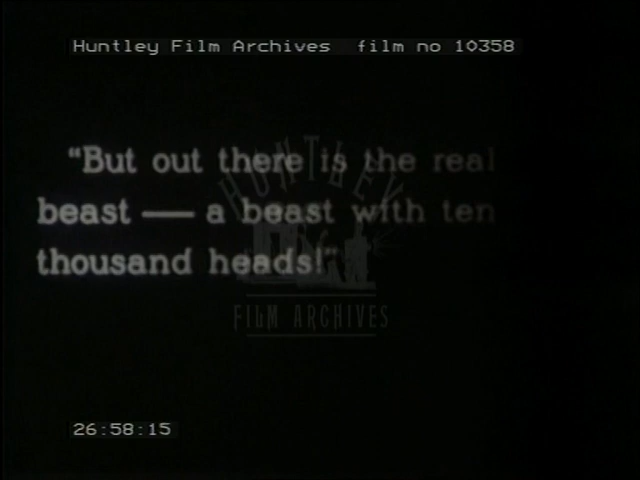 Huntley Film Archives film no 10358
"But out there is the real
beast — a beast with ten
thousand heads!"
HUNTLEY
FILM ARCHIVES
26:58:15